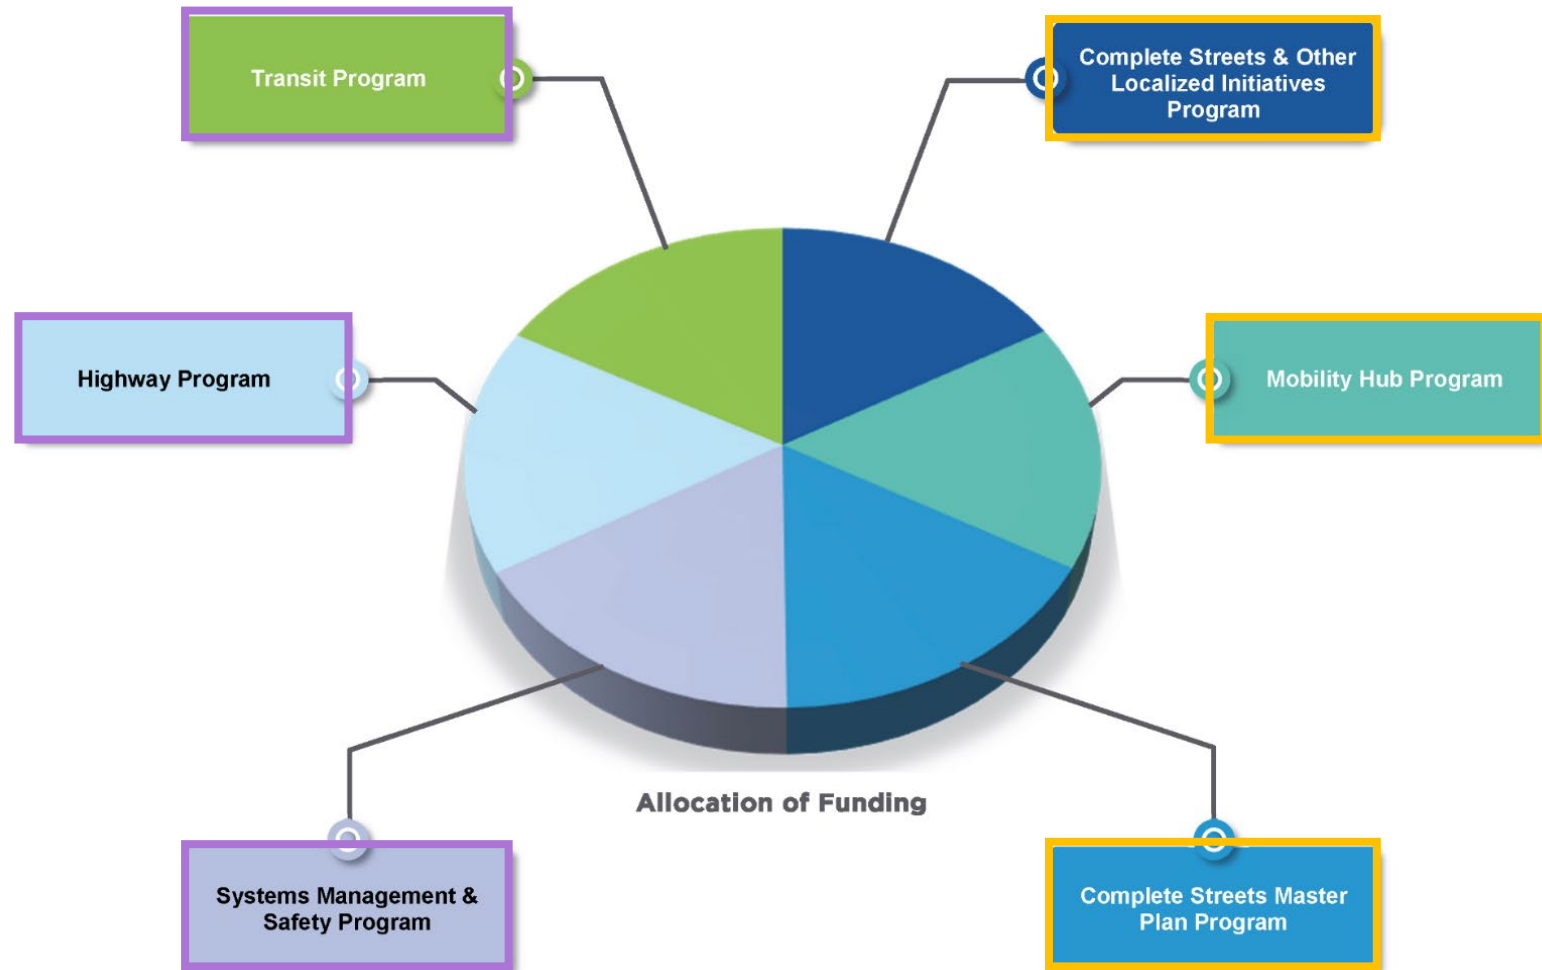 Transit Program
Complete Streets & Other
Localized Initiatives
Program
Highway Program
Mobility Hub Program
Allocation of Funding
Systems Management &
Safety Program
Complete Streets Master
Plan Program